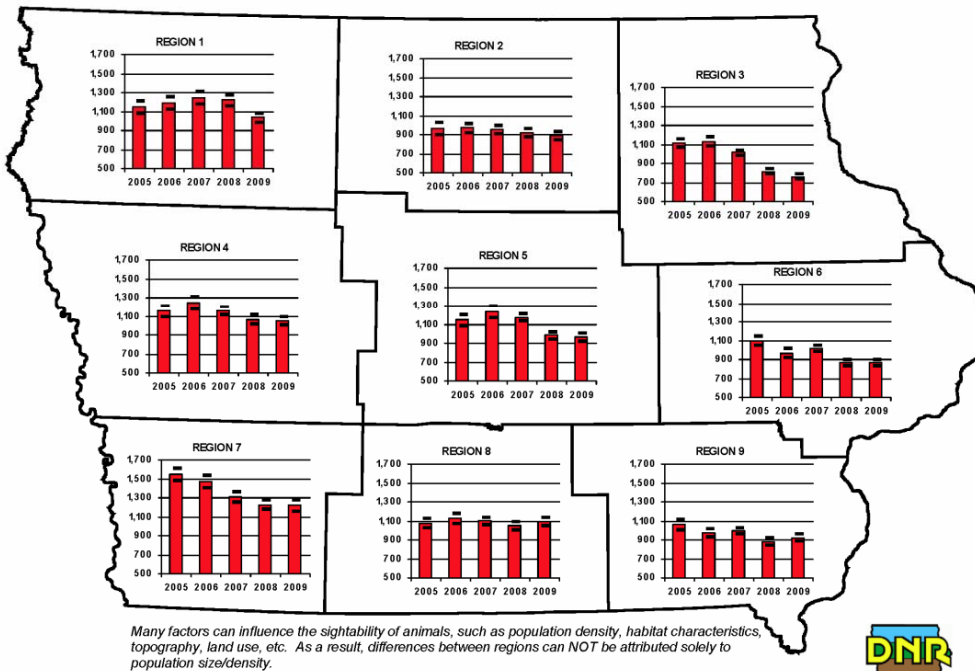 REGION 1
1,700
1,500
1,300
1,100
900
700
500
2005 2006 2007 2008 2009
REGION 2
1,700
1,500
1,300
1,100
900
700
500
2005 2006 2007 2008 2009
REGION 3
1,700
1,500
1,300
1,100
900
700
500
2005 2006 2007 2008 2009
REGION 4
1,700
1,500
1,300
1,100
900
700
500
2005 2006 2007 2008 2009
REGION 5
1,700
1,500
1,300
1,100
900
700
500
2005 2006 2007 2008 2009
REGION 6
1,700
1,500
1,300
1,100
900
700
500
2005 2006 2007 2008 2009
REGION 7
1,700
1,500
1,300
1,100
900
700
500
2005 2006 2007 2008 2009
REGION 8
1,700
1,500
1,300
1,100
900
700
500
2005 2006 2007 2008 2009
REGION 9
1,700
1,500
1,300
1,100
900
700
500
2005 2006 2007 2008 2009
Many factors can influence the sightability of animals, such as population density, habitat characteristics,
topography, land use, etc. As a result, differences between regions can NOT be attributed solely to
population size/density.
DNR